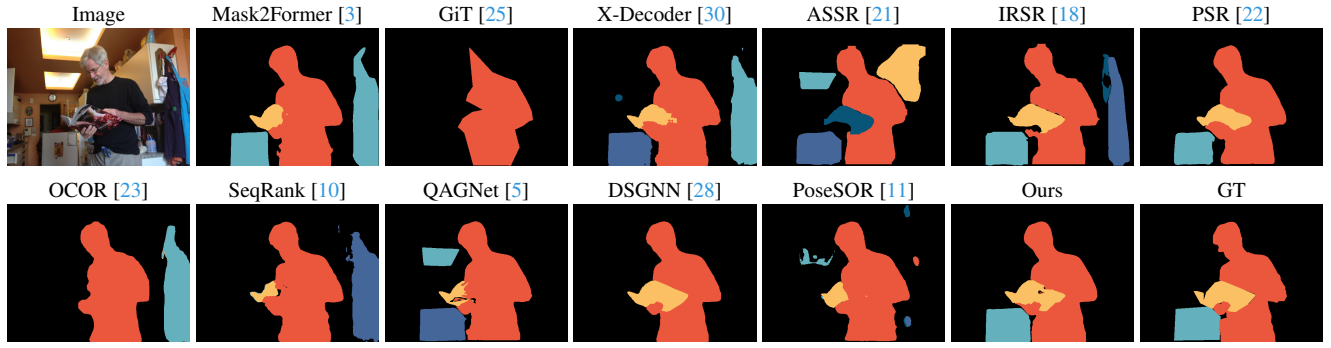 Image Mask2Former [3] GiT [25] X-Decoder [30] ASSR [21] IRSR [18] PSR [22]
OCOR [23] SeqRank [10] QAGNet [5] DSGNN [28] PoseSOR [11] Ours GT